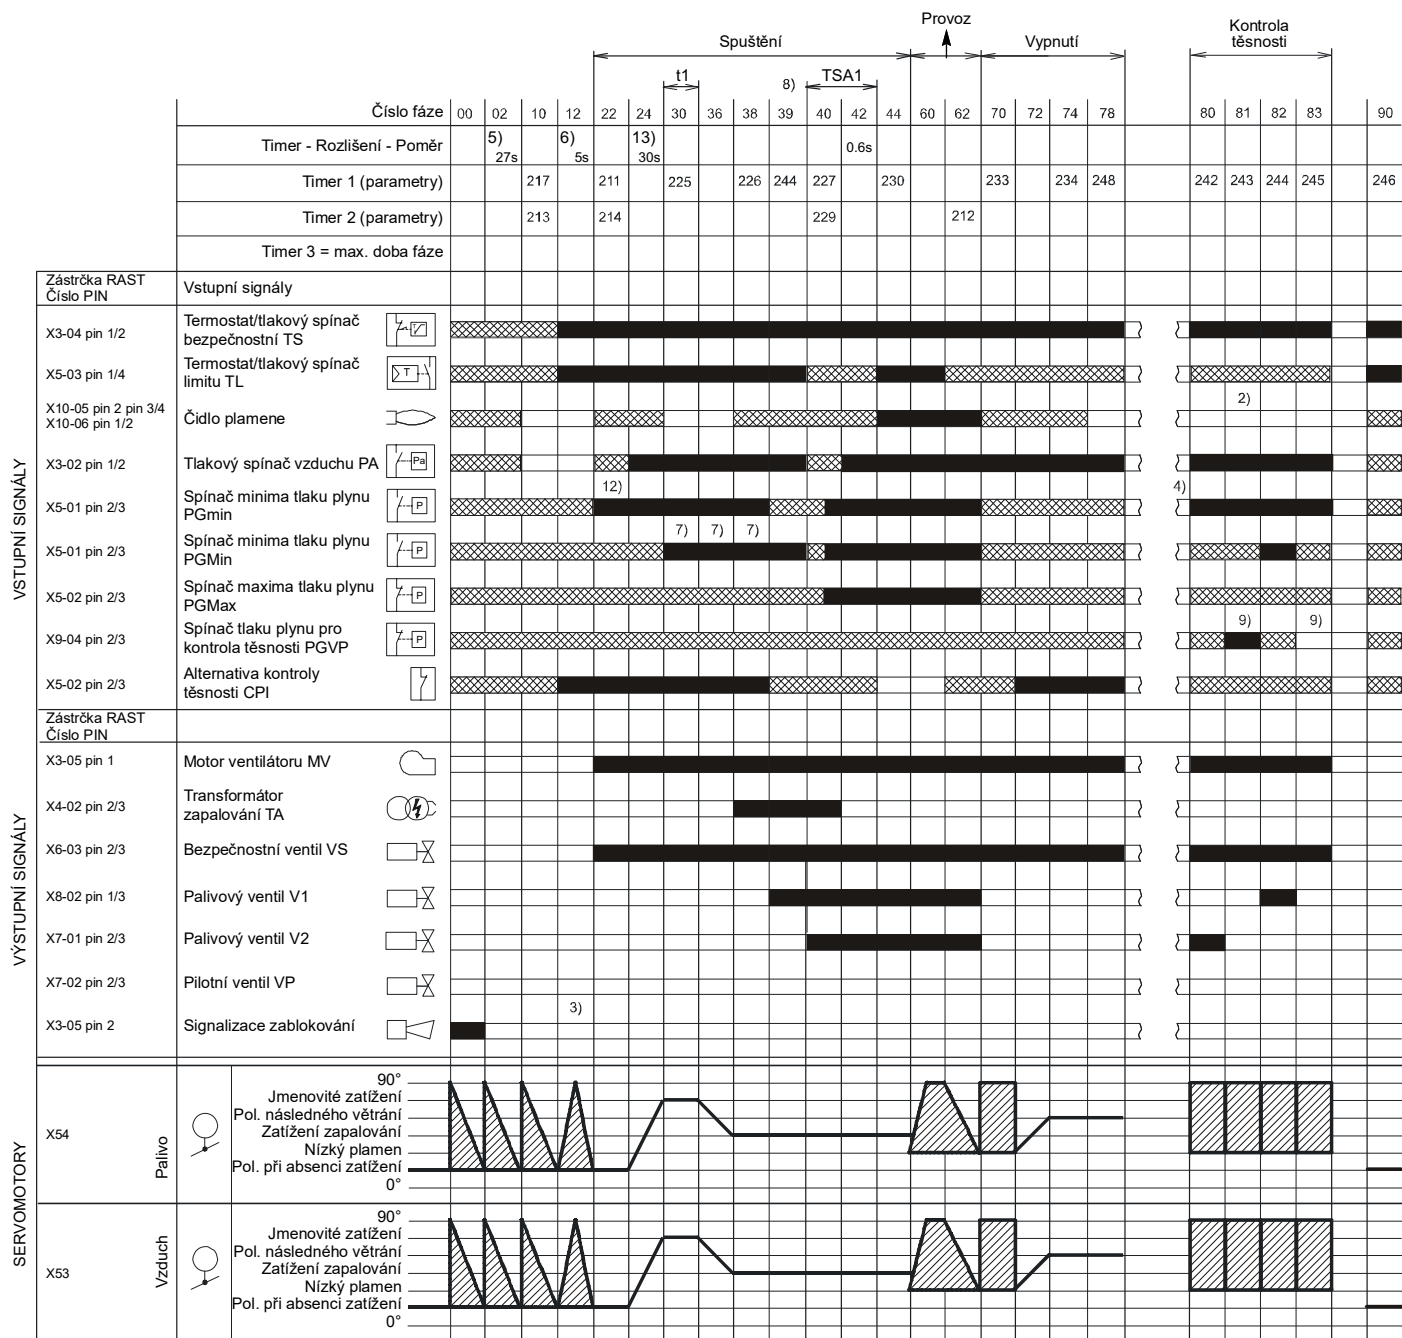 Provoz
Spuštění
Vypnutí
Kontrola
těsnosti
t1
8)
TSA1
Číslo fáze 00 02 10 12 22 24 30 36 38 39 40 42 44 60 62 70 72 74 78 80 81 82 83 90
Timer - Rozlišení - Poměr 5) 27s 6) 5s 13) 30s 0.6s
Timer 1 (parametry) 217 211 225 226 244 227 230 233 234 248 242 243 244 245 246
Timer 2 (parametry) 213 214 229 212
Timer 3 = max. doba fáze
VSTUPNÍ SIGNÁLY
Zástrčka RAST
Číslo PIN
Vstupní signály
X3-04 pin 1/2
Termostat/tlakový spínač
bezpečnostní TS
X5-03 pin 1/4
Termostat/tlakový spínač
limitu TL
T
2)
X10-05 pin 2 pin 3/4
X10-06 pin 1/2
Čidlo plamene
X3-02 pin 1/2
Tlakový spínač vzduchu PA
Pa
12)
4)
X5-01 pin 2/3
Spínač minima tlaku plynu
PGmin
P
7) 7) 7)
X5-01 pin 2/3
Spínač minima tlaku plynu
PGMin
P
X5-02 pin 2/3
Spínač maxima tlaku plynu
PGMax
P
9) 9)
X9-04 pin 2/3
Spínač tlaku plynu pro
kontrola těsnosti PGVP
P
X5-02 pin 2/3
Alternativa kontroly
těsnosti CPI
VÝSTUPNÍ SIGNÁLY
Zástrčka RAST
Číslo PIN
X3-05 pin 1
Motor ventilátoru MV
X4-02 pin 2/3
Transformátor
zapalování TA
X6-03 pin 2/3
Bezpečnostní ventil VS
X8-02 pin 1/3
Palivový ventil V1
X7-01 pin 2/3
Palivový ventil V2
X7-02 pin 2/3
Pilotní ventil VP
3)
X3-05 pin 2
Signalizace zablokování
SERVOMOTORY
X54
Palivo
90°
Jmenovité zatížení
Pol. následného větrání
Zatížení zapalování
Nízký plamen
Pol. při absenci zatížení
0°
X53
Vzduch
90°
Jmenovité zatížení
Pol. následného větrání
Zatížení zapalování
Nízký plamen
Pol. při absenci zatížení
0°